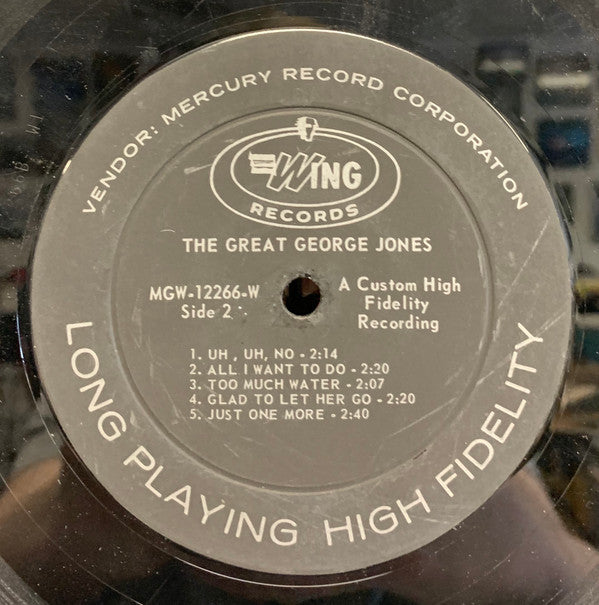 VENDOR: MERCURY RECORD CORPORATION
WING
RECORDS
THE GREAT GEORGE JONES
MGW-12266-W
Side 2
A Custom High
Fidelity
Recording
1. UH, UH, NO - 2:14
2. ALL I WANT TO DO - 2:20
3. TOO MUCH WATER - 2:07
4. GLAD TO LET HER GO - 2:20
5. JUST ONE MORE - 2:40
LONG PLAYING HIGH FIDELITY